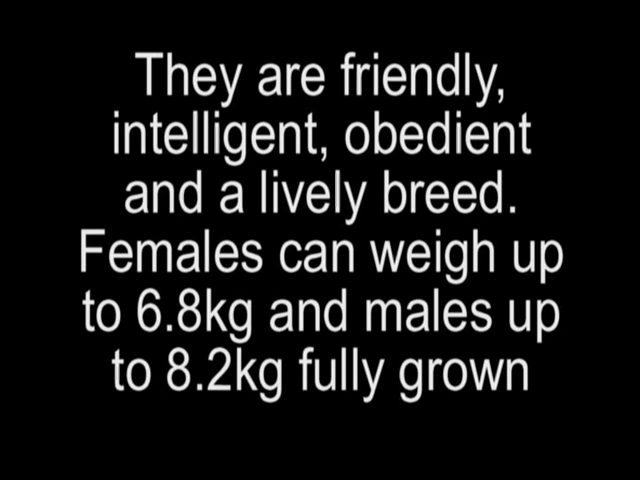 They are friendly,
intelligent, obedient
and a lively breed.
Females can weigh up
to 6.8kg and males up
to 8.2kg fully grown